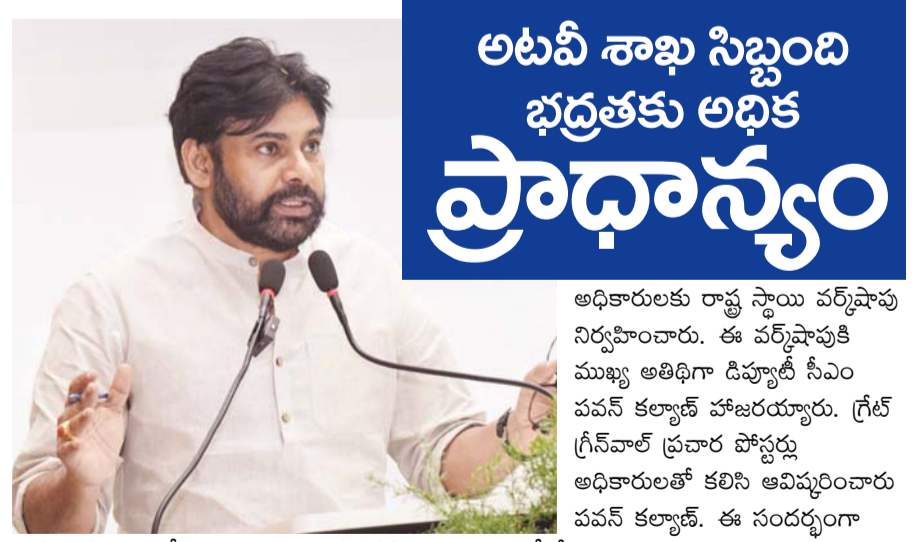 అటవీ శాఖ సిబ్బంది
భద్రతకు అధిక
ప్రాధాన్యం
అధికారులకు రాష్ట్ర స్థాయి వర్క్‌షాపు
నిర్వహించారు. ఈ వర్క్‌షాపుకి
ముఖ్య అతిథిగా డిప్యూటీ సీఎం
పవన్ కల్యాణ్ హాజరయ్యారు. గ్రేట్
గ్రీన్‌వాల్ ప్రచార పోస్టర్లు
అధికారులతో కలిసి ఆవిష్కరించారు
పవన్ కల్యాణ్. ఈ సందర్భంగా